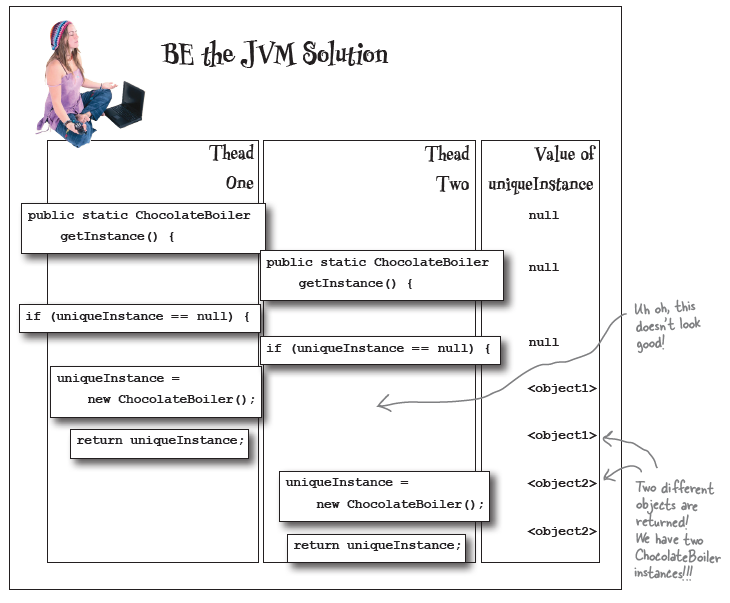 BE the JVM Solution
Thead
One
Thead
Two
Value of
uniqueInstance
public static ChocolateBoiler
getInstance() {
null
public static ChocolateBoiler
getInstance() {
null
if (uniqueInstance == null) {
if (uniqueInstance == null) {
null
uniqueInstance =
new ChocolateBoiler();
<object1>
return uniqueInstance;
<object1>
uniqueInstance =
new ChocolateBoiler();
<object2>
return uniqueInstance;
<object2>
Uh oh, this
doesn't look
good!
Two different
objects are
returned!
We have two
ChocolateBoiler
instances!!!